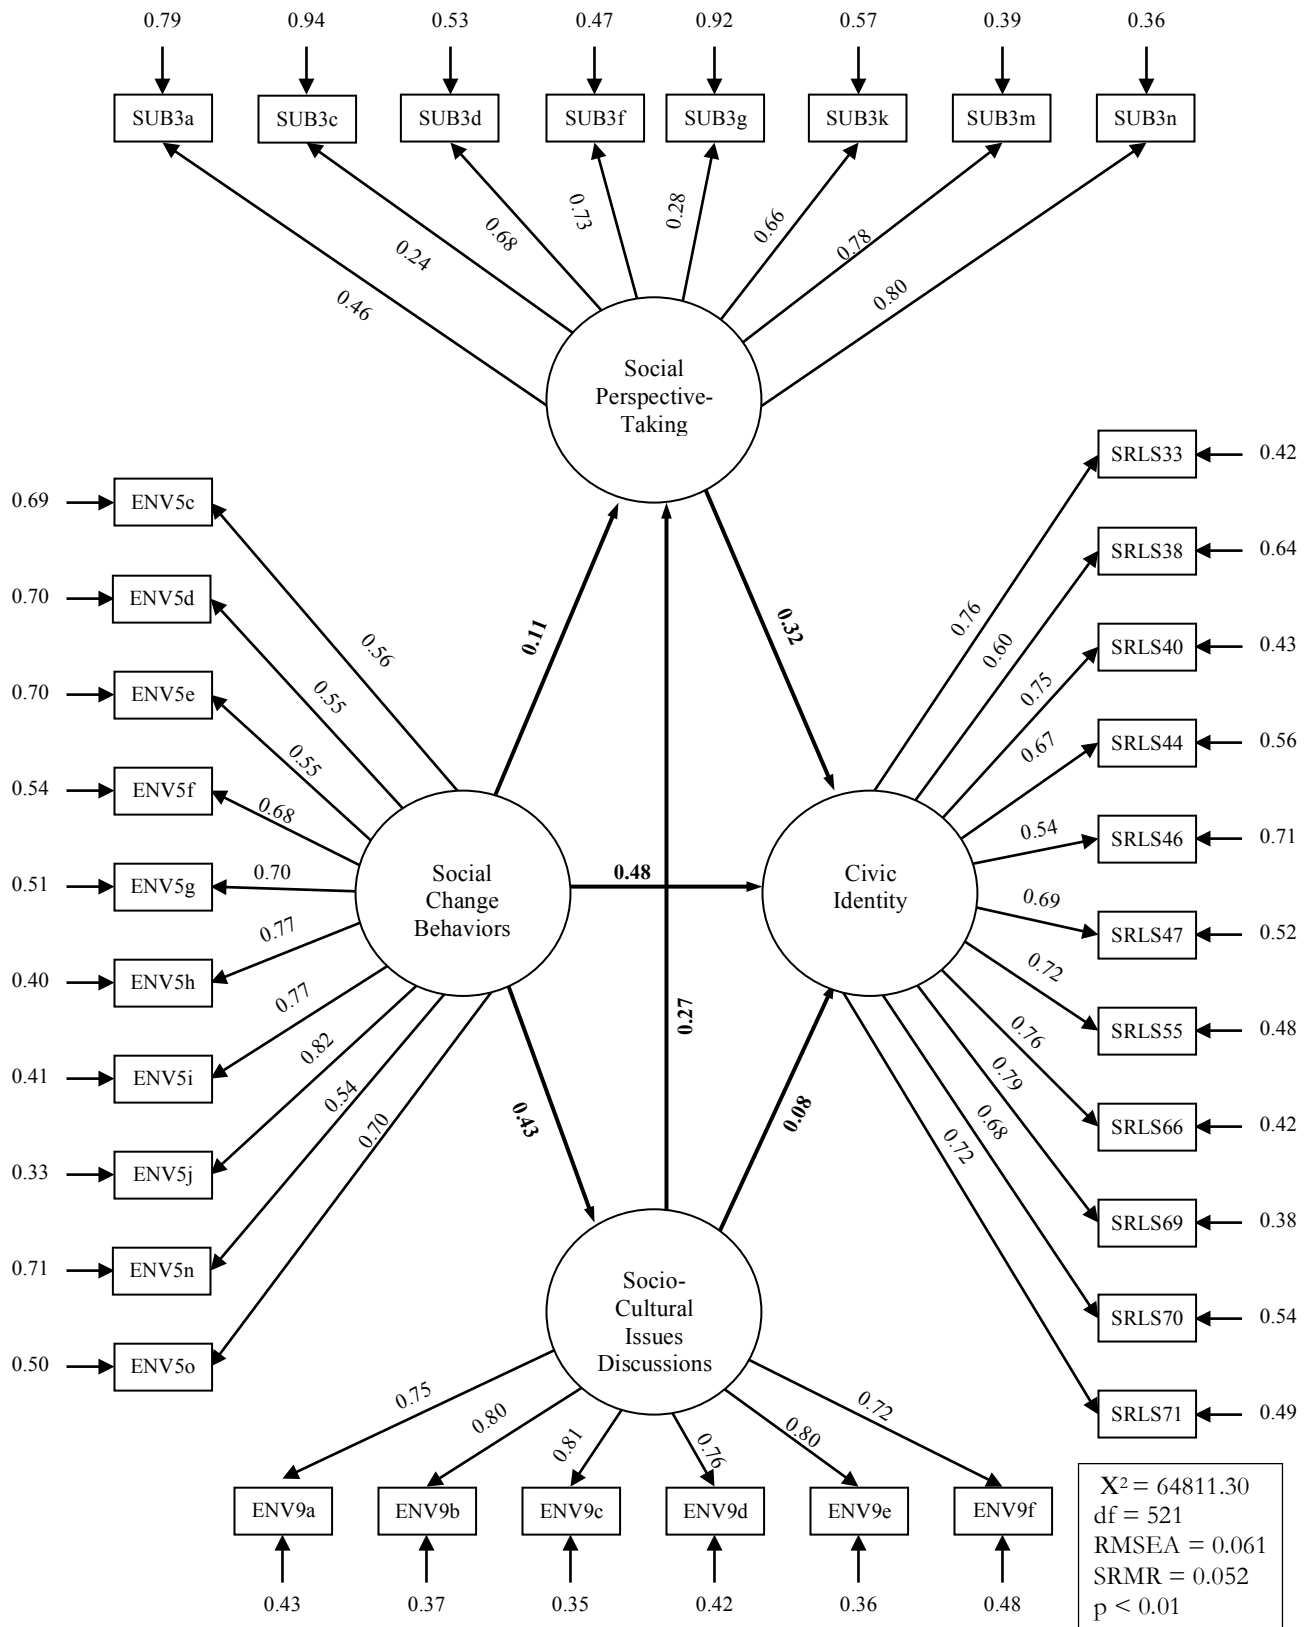 0.79 0.94 0.53 0.47 0.92 0.57 0.39 0.36
SUB3a SUB3c SUB3d SUB3f SUB3g SUB3k SUB3m SUB3n
0.46 0.24 0.68 0.73 0.28 0.66 0.78 0.80
Social
Perspective-
Taking
0.69 ENV5c 0.56
0.70 ENV5d 0.55
0.70 ENV5e 0.55
0.54 ENV5f 0.68
0.51 ENV5g 0.70
0.40 ENV5h 0.77
0.41 ENV5i 0.77
0.33 ENV5j 0.82
0.71 ENV5n 0.54
0.50 ENV5o 0.70
Social
Change
Behaviors
0.11
0.32
0.48
0.27
0.43
0.08
Civic
Identity
0.76 SRLS33 0.42
0.60 SRLS38 0.64
0.75 SRLS40 0.43
0.67 SRLS44 0.56
0.54 SRLS46 0.71
0.69 SRLS47 0.52
0.72 SRLS55 0.48
0.76 SRLS66 0.42
0.79 SRLS69 0.38
0.68 SRLS70 0.54
0.72 SRLS71 0.49
Socio-
Cultural
Issues
Discussions
0.75 0.80 0.81 0.76 0.80 0.72
ENV9a ENV9b ENV9c ENV9d ENV9e ENV9f
0.43 0.37 0.35 0.42 0.36 0.48
X² = 64811.30
df = 521
RMSEA = 0.061
SRMR = 0.052
p < 0.01